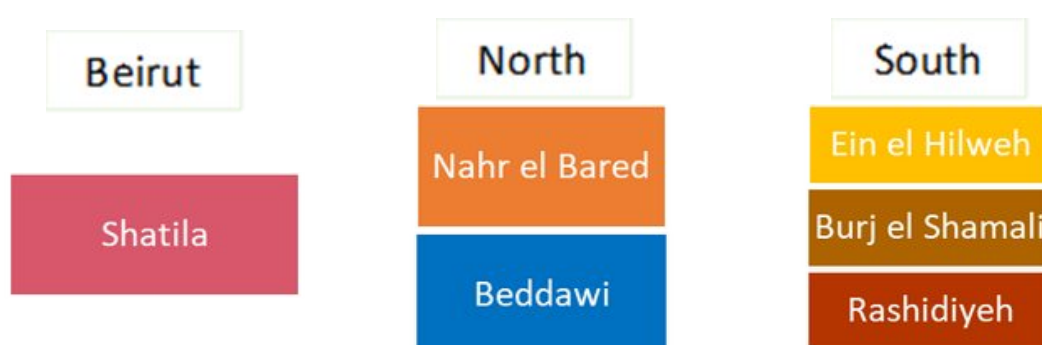 Beirut
Shatila
North
Nahr el Bared
Beddawi
South
Ein el Hilweh
Burj el Shamali
Rashidiyeh